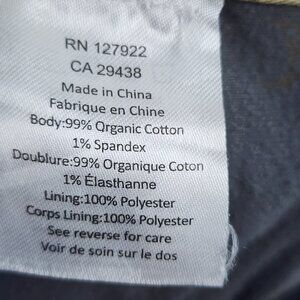 RN 127922
CA 29438
Made in China
Fabrique en Chine
Body:99% Organic Cotton
1% Spandex
Doublure:99% Organique Coton
1% Élasthanne
Lining:100% Polyester
Corps Lining:100% Polyester
See reverse for care
Voir de soin sur le dos